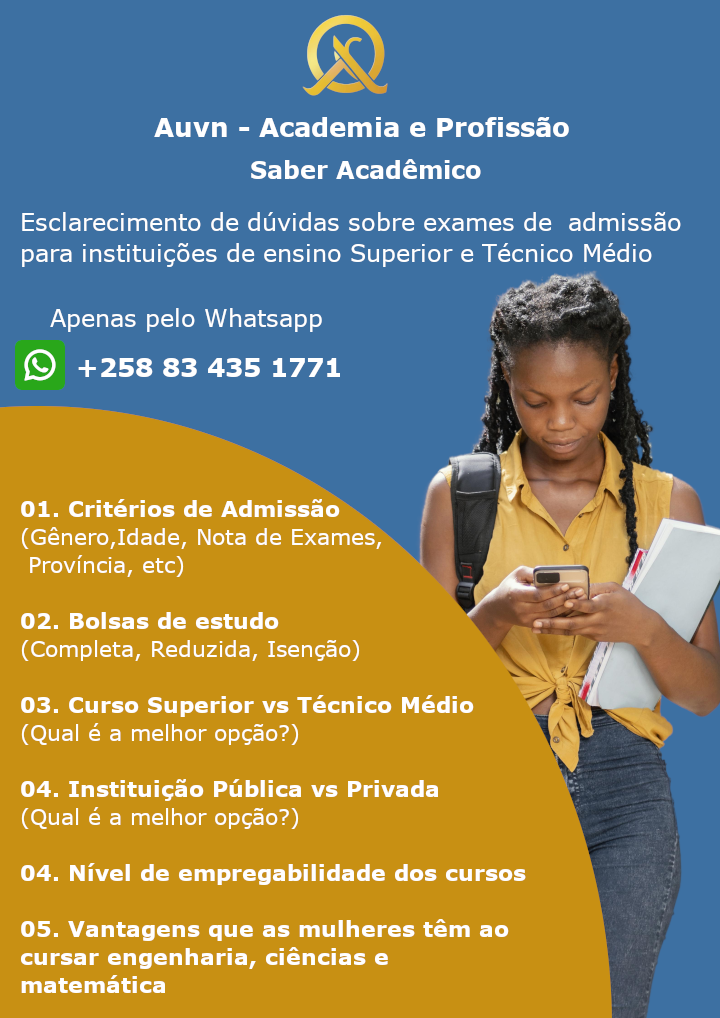 Auvn - Academia e Profissão
Saber Acadêmico
Esclarecimento de dúvidas sobre exames de admissão
para instituições de ensino Superior e Técnico Médio
Apenas pelo Whatsapp
+258 83 435 1771
01. Critérios de Admissão
(Gênero,Idade, Nota de Exames,
Província, etc)
02. Bolsas de estudo
(Completa, Reduzida, Isenção)
03. Curso Superior vs Técnico Médio
(Qual é a melhor opção?)
04. Instituição Pública vs Privada
(Qual é a melhor opção?)
04. Nível de empregabilidade dos cursos
05. Vantagens que as mulheres têm ao
cursar engenharia, ciências e
matemática